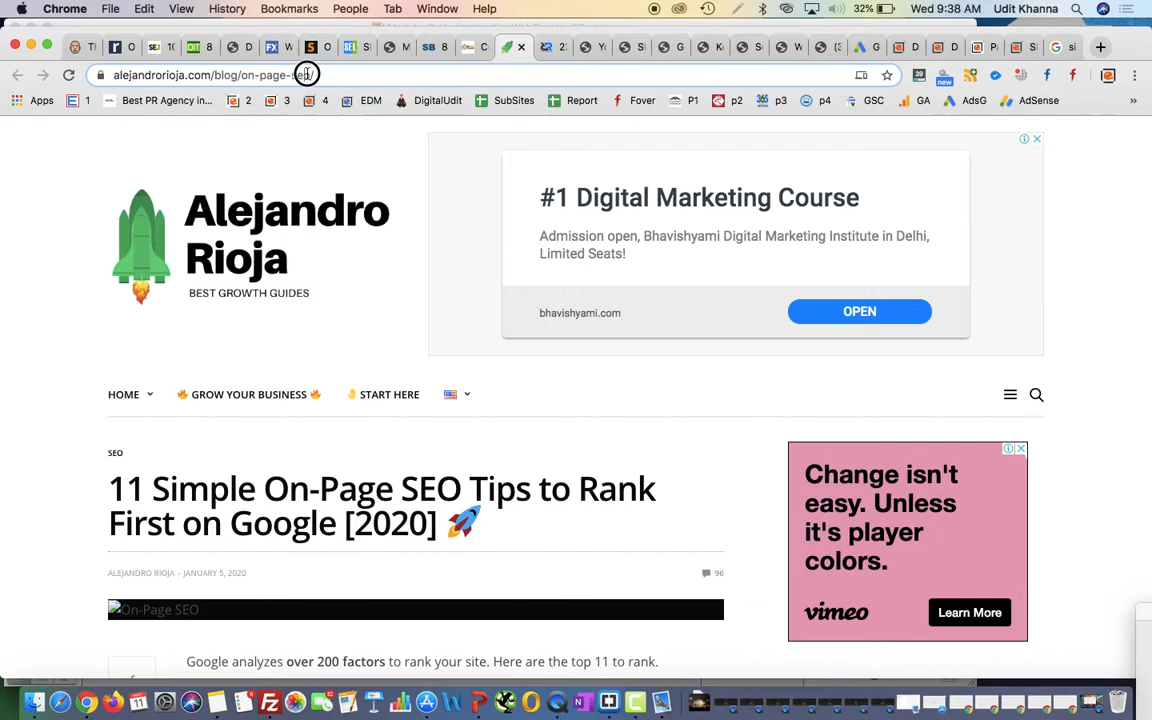 Chrome File Edit View History Bookmarks People Tab Window Help 32% Wed 9:38 AM Udit Khanna
alejandrorioja.com/blog/on-page-seo/
Apps 1 Best PR Agency in... 2 3 4 EDM DigitalUdit SubSites Report Fover P1 p2 p3 p4 GSC GA AdsG AdSense »
Alejandro
Rioja
BEST GROWTH GUIDES
#1 Digital Marketing Course
Admission open, Bhavishyami Digital Marketing Institute in Delhi,
Limited Seats!
bhavishyami.com OPEN
HOME GROW YOUR BUSINESS START HERE
SEO
11 Simple On-Page SEO Tips to Rank
First on Google [2020]
ALEJANDRO RIOJA - JANUARY 5, 2020 96
On-Page SEO
Google analyzes over 200 factors to rank your site. Here are the top 11 to rank.
Change isn't
easy. Unless
it's player
colors.
vimeo Learn More